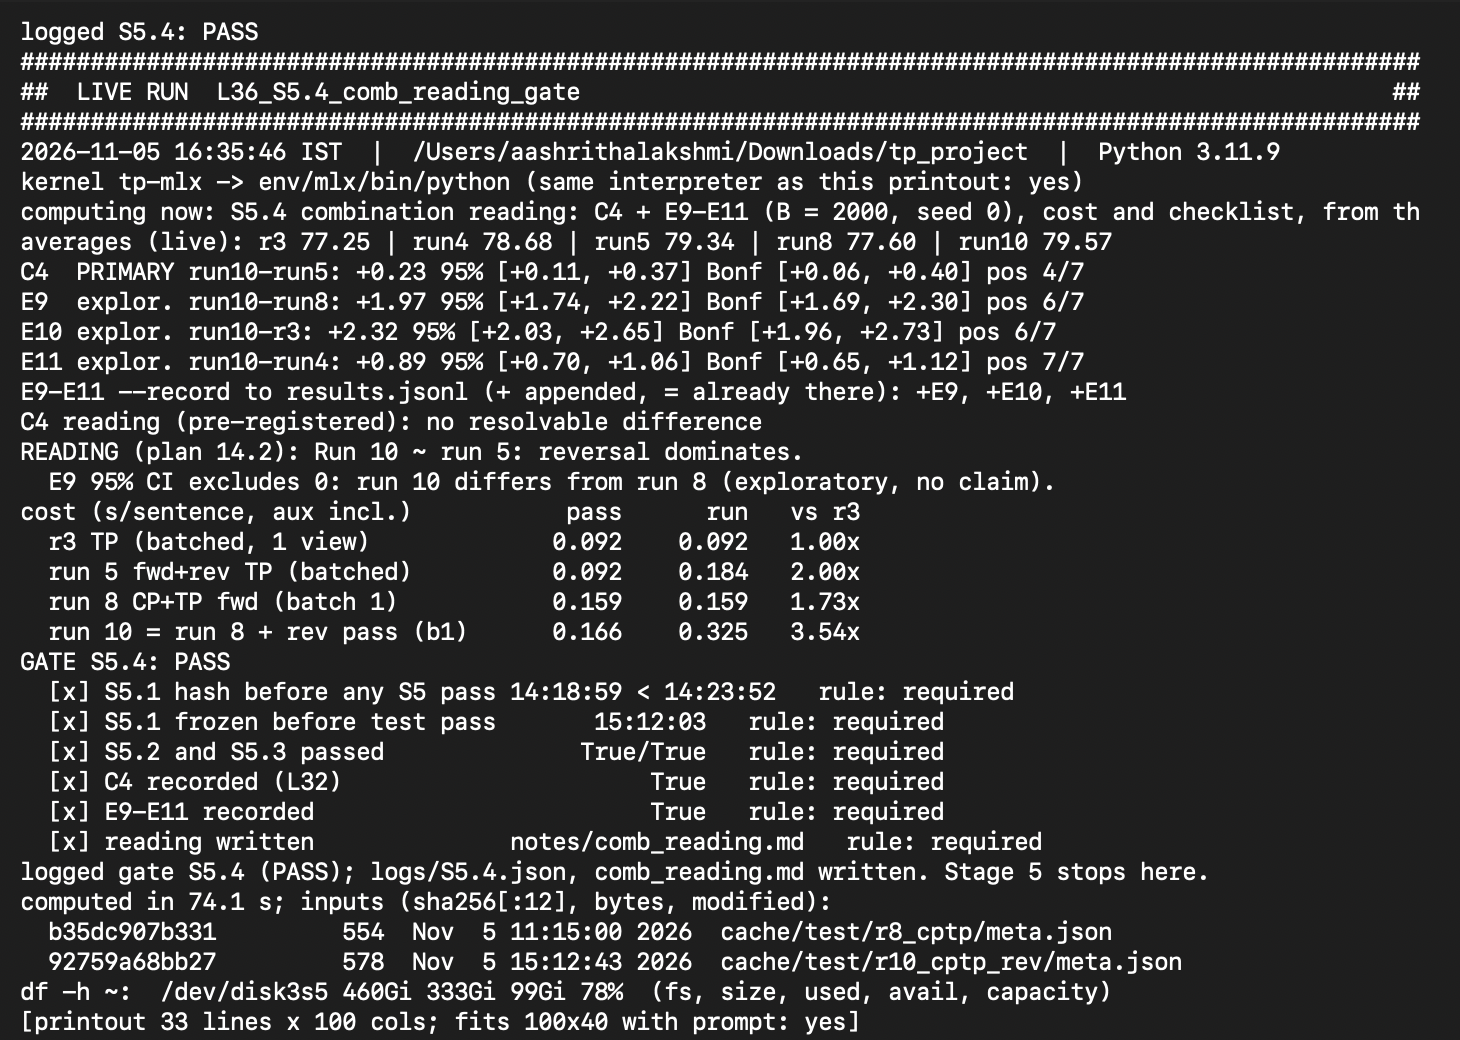 logged S5.4: PASS
####################################################################################################
##  LIVE RUN  L36_S5.4_comb_reading_gate                                                          ##
####################################################################################################
2026-11-05 16:35:46 IST  |  /Users/aashrithalakshmi/Downloads/tp_project  |  Python 3.11.9
kernel tp-mlx -> env/mlx/bin/python (same interpreter as this printout: yes)
computing now: S5.4 combination reading: C4 + E9-E11 (B = 2000, seed 0), cost and checklist, from th
averages (live): r3 77.25 | run4 78.68 | run5 79.34 | run8 77.60 | run10 79.57
C4  PRIMARY run10-run5: +0.23 95% [+0.11, +0.37] Bonf [+0.06, +0.40] pos 4/7
E9  explor. run10-run8: +1.97 95% [+1.74, +2.22] Bonf [+1.69, +2.30] pos 6/7
E10 explor. run10-r3: +2.32 95% [+2.03, +2.65] Bonf [+1.96, +2.73] pos 6/7
E11 explor. run10-run4: +0.89 95% [+0.70, +1.06] Bonf [+0.65, +1.12] pos 7/7
E9-E11 --record to results.jsonl (+ appended, = already there): +E9, +E10, +E11
C4 reading (pre-registered): no resolvable difference
READING (plan 14.2): Run 10 ~ run 5: reversal dominates.
  E9 95% CI excludes 0: run 10 differs from run 8 (exploratory, no claim).
cost (s/sentence, aux incl.)           pass      run   vs r3
  r3 TP (batched, 1 view)             0.092    0.092   1.00x
  run 5 fwd+rev TP (batched)          0.092    0.184   2.00x
  run 8 CP+TP fwd (batch 1)           0.159    0.159   1.73x
  run 10 = run 8 + rev pass (b1)      0.166    0.325   3.54x
GATE S5.4: PASS
  [x] S5.1 hash before any S5 pass 14:18:59 < 14:23:52   rule: required
  [x] S5.1 frozen before test pass       15:12:03   rule: required
  [x] S5.2 and S5.3 passed              True/True   rule: required
  [x] C4 recorded (L32)                      True   rule: required
  [x] E9-E11 recorded                        True   rule: required
  [x] reading written              notes/comb_reading.md   rule: required
logged gate S5.4 (PASS); logs/S5.4.json, comb_reading.md written. Stage 5 stops here.
computed in 74.1 s; inputs (sha256[:12], bytes, modified):
  b35dc907b331         554  Nov  5 11:15:00 2026  cache/test/r8_cptp/meta.json
  92759a68bb27         578  Nov  5 15:12:43 2026  cache/test/r10_cptp_rev/meta.json
df -h ~:  /dev/disk3s5 460Gi 333Gi 99Gi 78%  (fs, size, used, avail, capacity)
[printout 33 lines x 100 cols; fits 100x40 with prompt: yes]